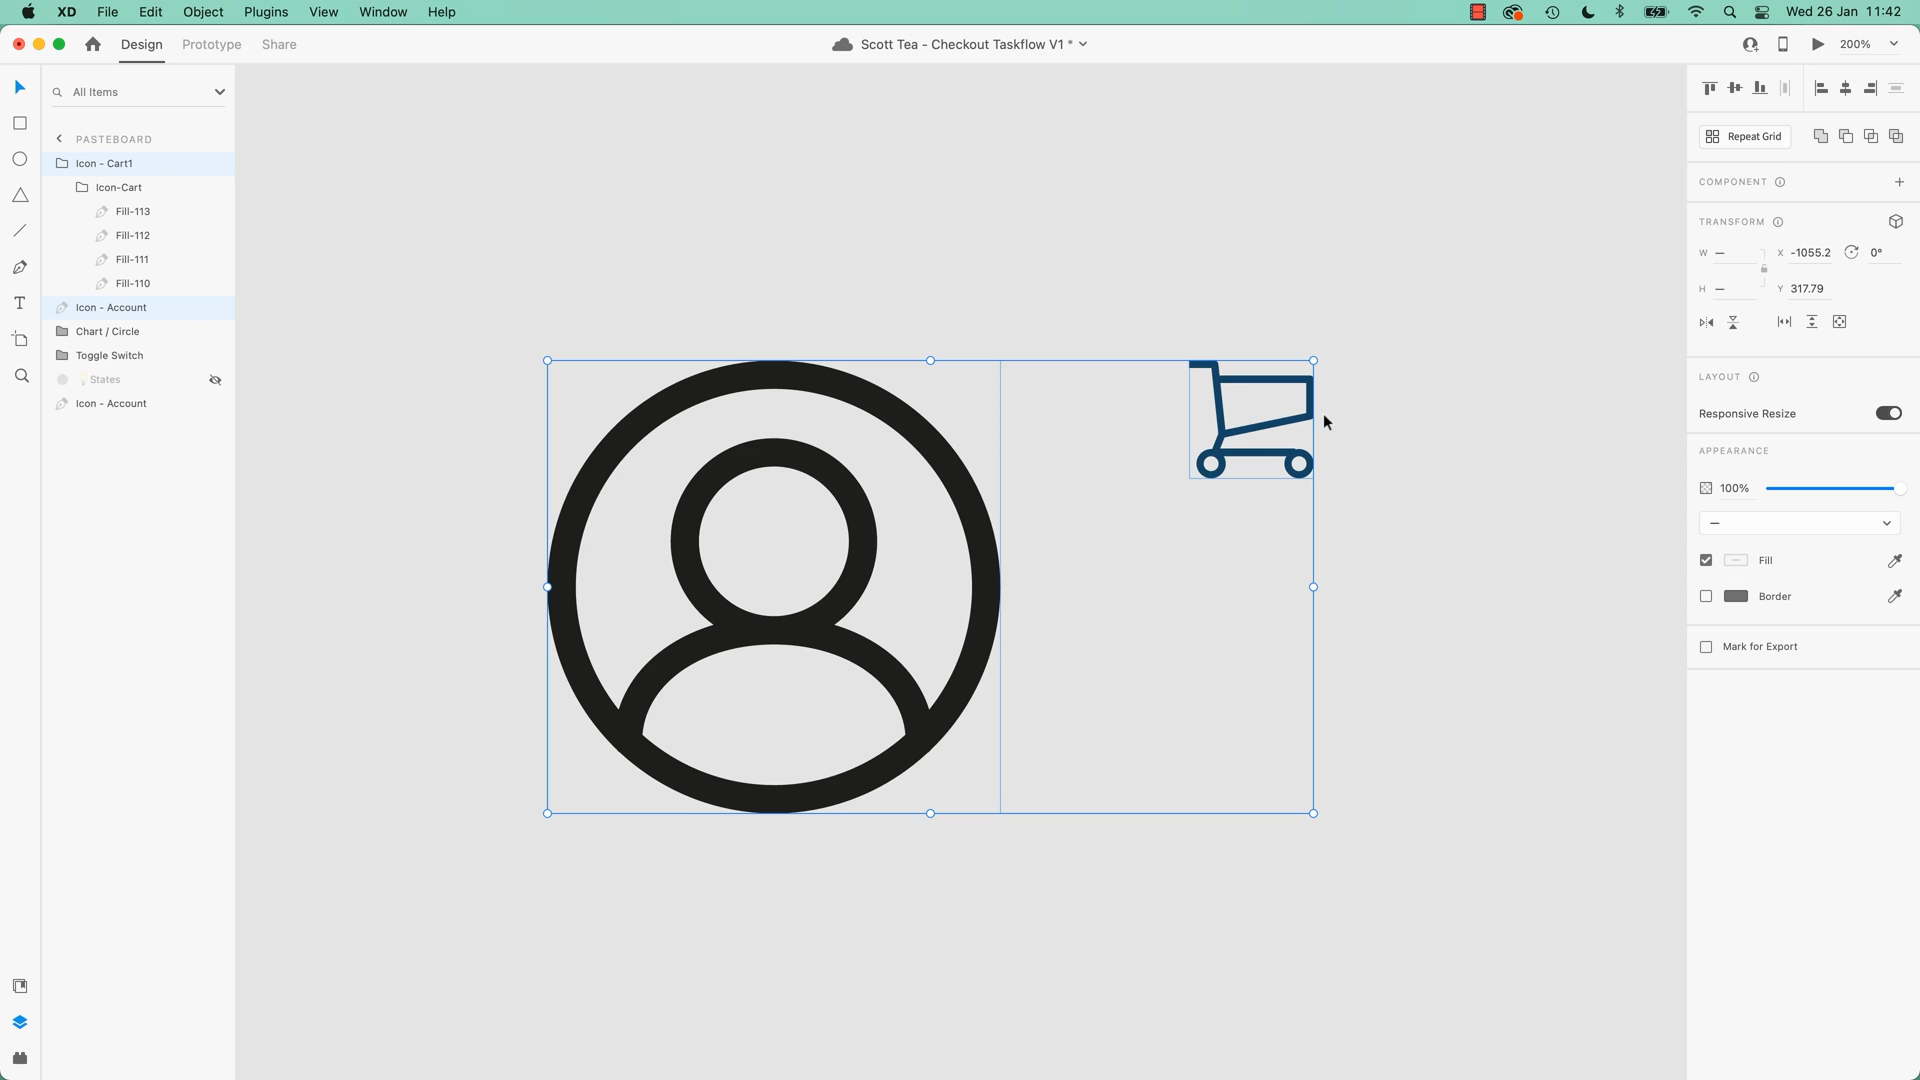 XD File Edit Object Plugins View Window Help Wed 26 Jan 11:42
Design Prototype Share Scott Tea - Checkout Taskflow V1 * 200%
All Items
PASTEBOARD
Icon - Cart1
Icon-Cart
Fill-113
Fill-112
Fill-111
Fill-110
Icon - Account
Chart / Circle
Toggle Switch
States
Icon - Account
T
Repeat Grid
COMPONENT
TRANSFORM
W — X -1055.2 0°
H — Y 317.79
LAYOUT
Responsive Resize
APPEARANCE
100%
—
Fill
Border
Mark for Export